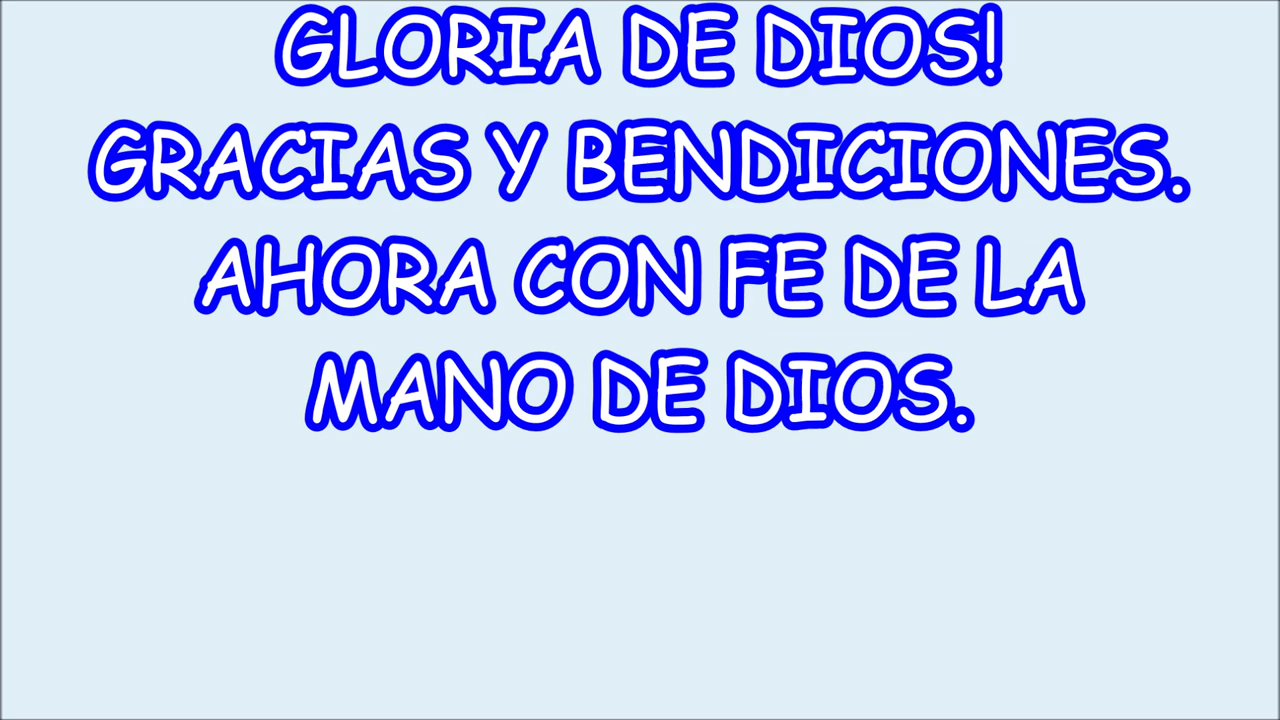 GLORIA DE DIOS!
GRACIAS Y BENDICIONES.
AHORA CON FE DE LA
MANO DE DIOS.